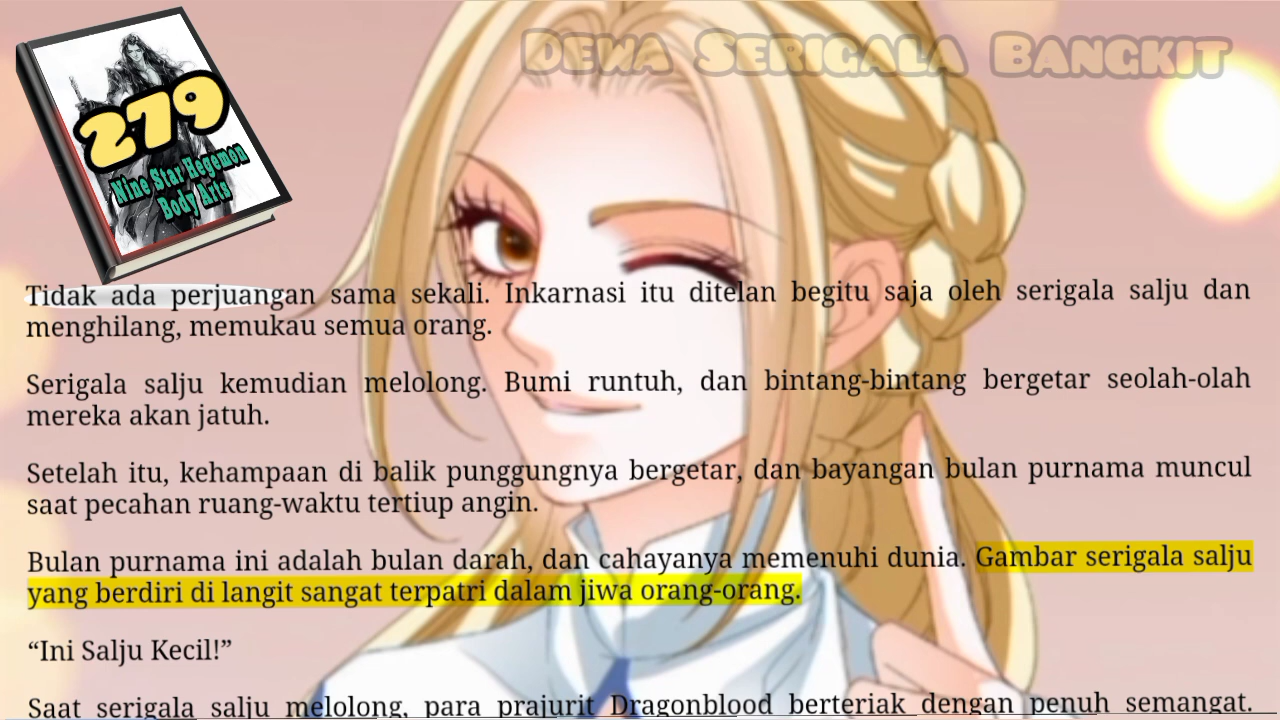 Dewa Serigala Bangkit
279
Nine Star Hegemon
Body Arts
Tidak ada perjuangan sama sekali. Inkarnasi itu ditelan begitu saja oleh serigala salju dan
menghilang, memukau semua orang.
Serigala salju kemudian melolong. Bumi runtuh, dan bintang-bintang bergetar seolah-olah
mereka akan jatuh.
Setelah itu, kehampaan di balik punggungnya bergetar, dan bayangan bulan purnama muncul
saat pecahan ruang-waktu tertiup angin.
Bulan purnama ini adalah bulan darah, dan cahayanya memenuhi dunia. Gambar serigala salju
yang berdiri di langit sangat terpatri dalam jiwa orang-orang.
“Ini Salju Kecil!”
Saat serigala salju melolong, para prajurit Dragonblood berteriak dengan penuh semangat.